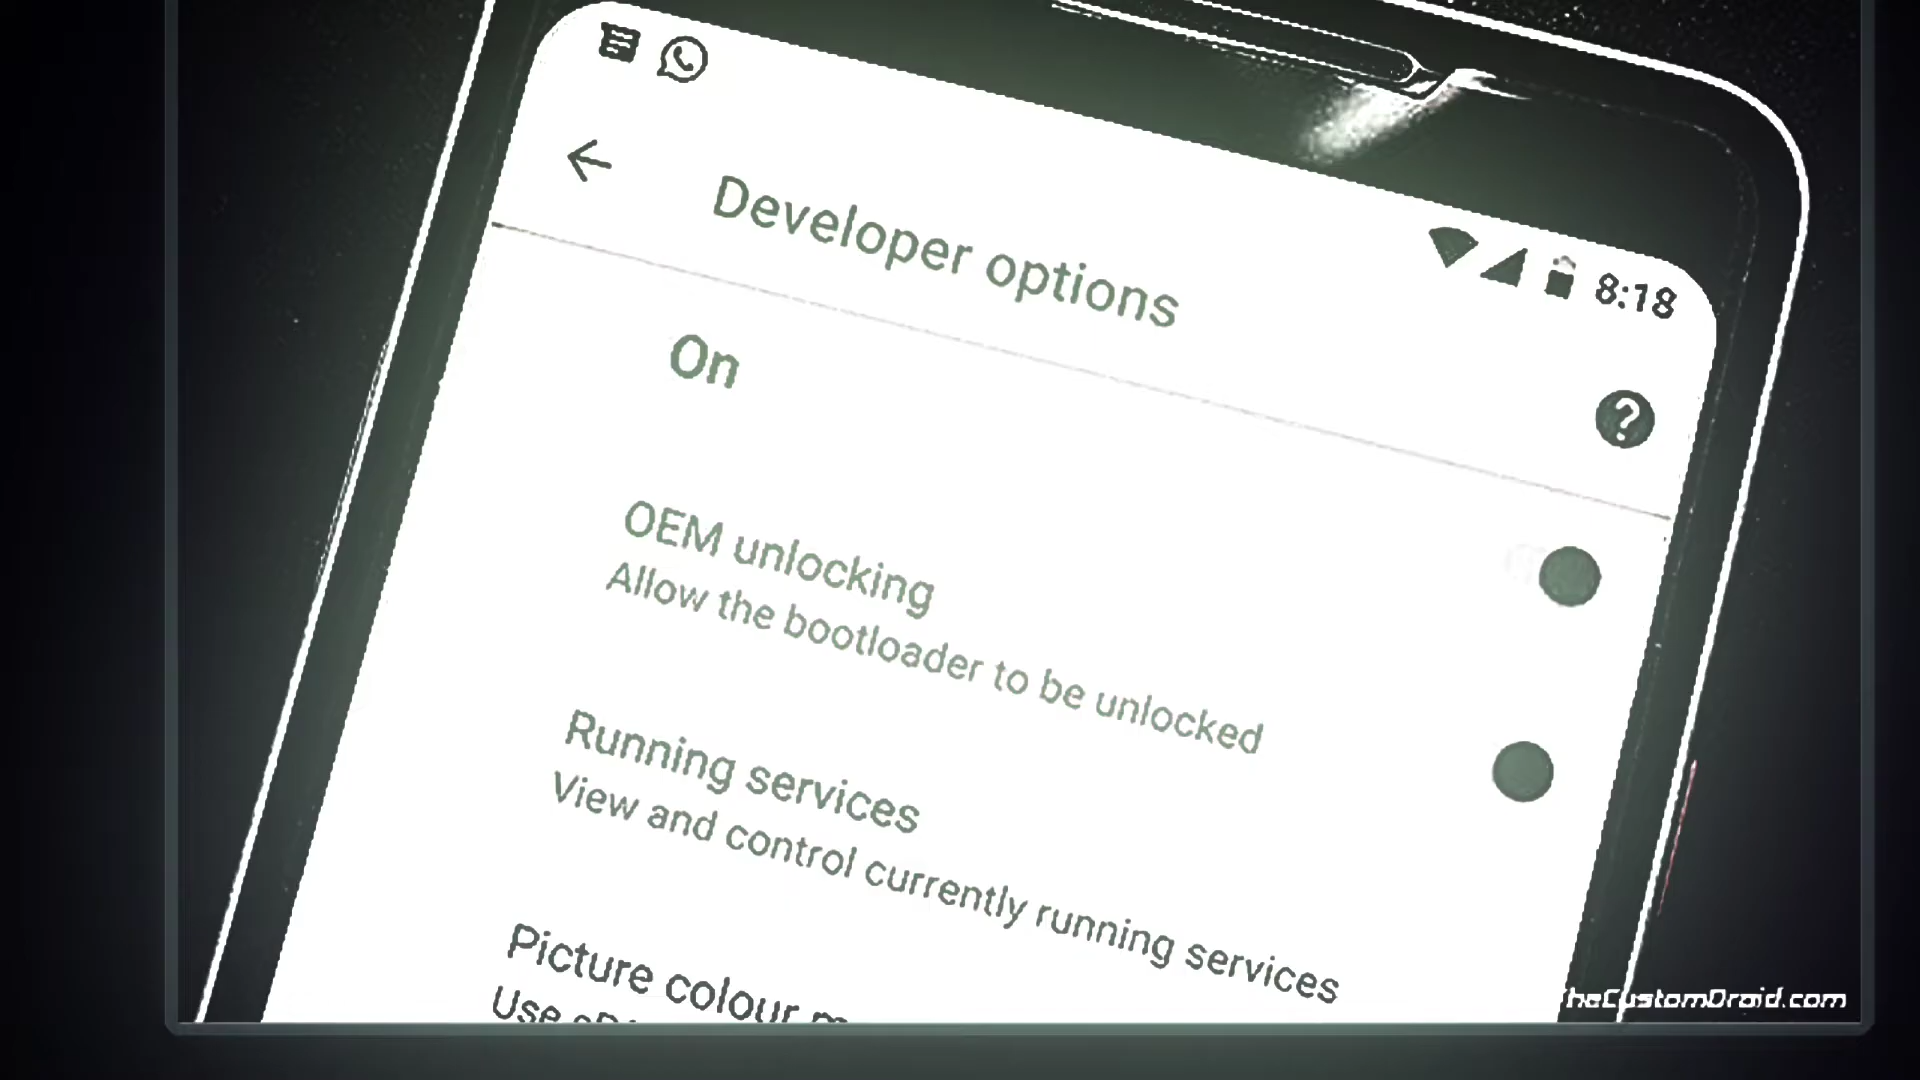 8:18
Developer options
?
On
OEM unlocking
Allow the bootloader to be unlocked
Running services
View and control currently running services
Picture colour
Use
TheCustomDroid.com